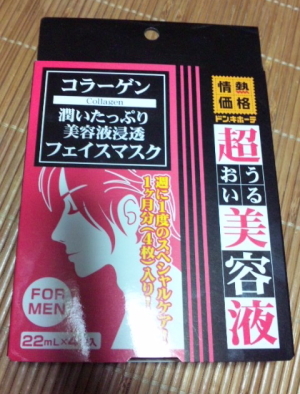 コラーゲン
Collagen
潤いたっぷり
美容液浸透
フェイスマスク
情熱
価格
ドン・キホーテ
超うるおい美容液
週に1度のスペシャルケア!
1ヶ月分(4枚)入り!
FOR
MEN
22mL×4枚入